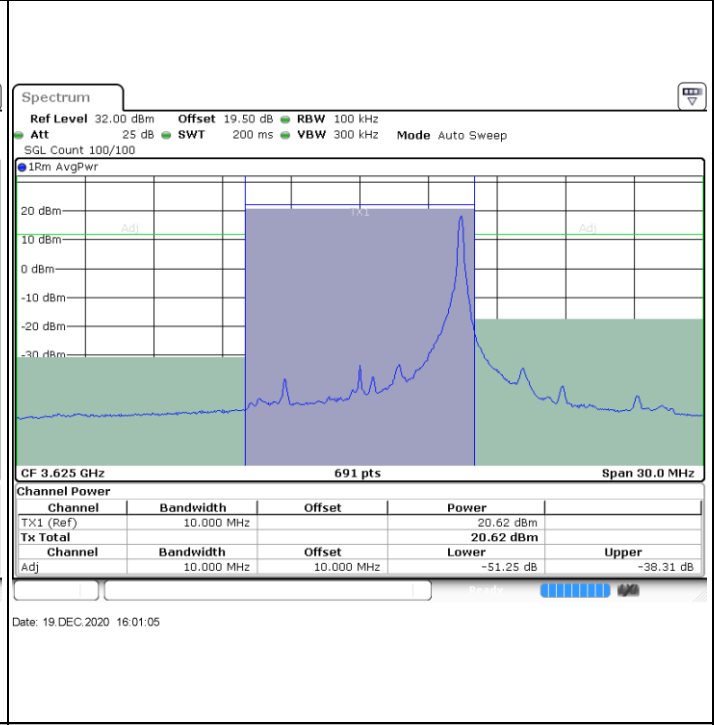 Spectrum
Ref Level 32.00 dBm Offset 19.50 dB RBW 100 kHz
Att 25 dB SWT 200 ms VBW 300 kHz Mode Auto Sweep
SGL Count 100/100
1Rm AvgPwr
20 dBm
TX1
Adj
Adj
10 dBm
0 dBm
-10 dBm
-20 dBm
-30 dBm
CF 3.625 GHz 691 pts Span 30.0 MHz
Channel Power
Channel Bandwidth Offset Power
TX1 (Ref) 10.000 MHz 20.62 dBm
Tx Total 20.62 dBm
Channel Bandwidth Offset Lower Upper
Adj 10.000 MHz 10.000 MHz -51.25 dB -38.31 dB
Ready
Date: 19.DEC.2020 16:01:05